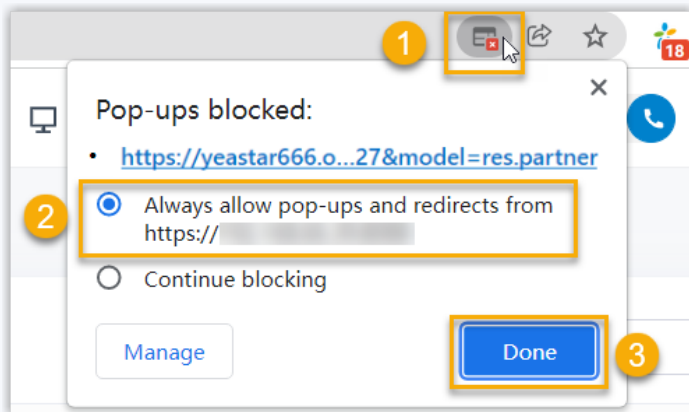 1
18
Pop-ups blocked:
• https://yeastar666.o...27&model=res.partner
2
Always allow pop-ups and redirects from
https://
Continue blocking
Manage
Done
3